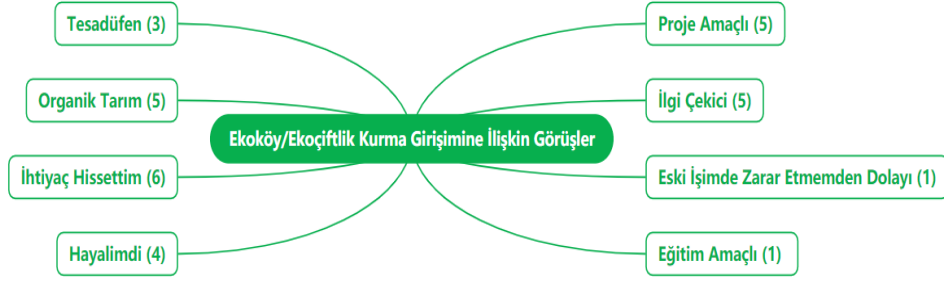 Tesadüfen (3)
Organik Tarım (5)
İhtiyaç Hissettim (6)
Hayalimdi (4)
Ekoköy/Ekoçiftlik Kurma Girişimine İlişkin Görüşler
Proje Amaçlı (5)
İlgi Çekici (5)
Eski İşimde Zarar Etmemden Dolayı (1)
Eğitim Amaçlı (1)